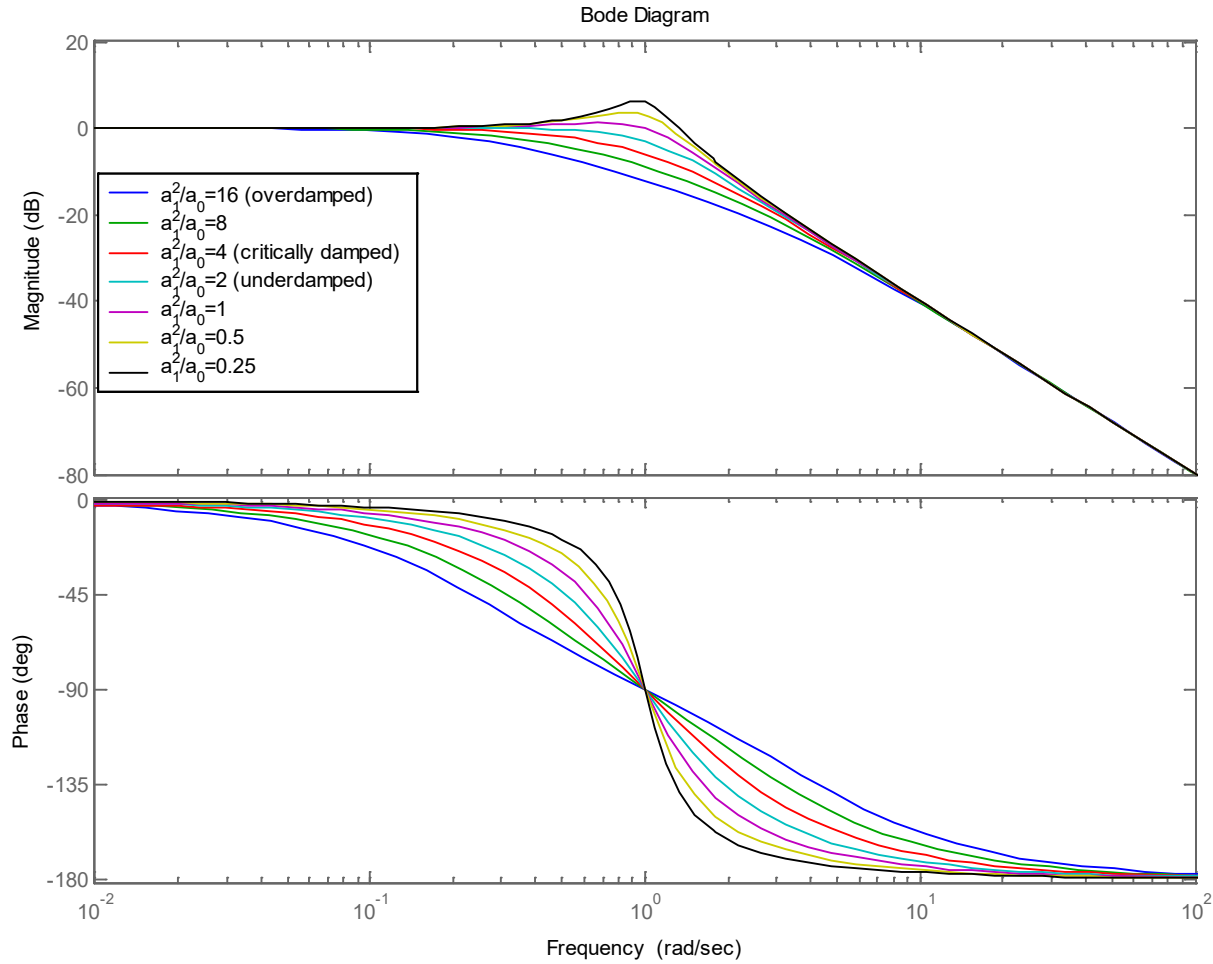 Bode Diagram
20
0
-20
-40
-60
-80
Magnitude (dB)
a₁²/a₀=16 (overdamped)
a₁²/a₀=8
a₁²/a₀=4 (critically damped)
a₁²/a₀=2 (underdamped)
a₁²/a₀=1
a₁²/a₀=0.5
a₁²/a₀=0.25
0
-45
-90
-135
-180
Phase (deg)
10⁻² 10⁻¹ 10⁰ 10¹ 10²
Frequency (rad/sec)